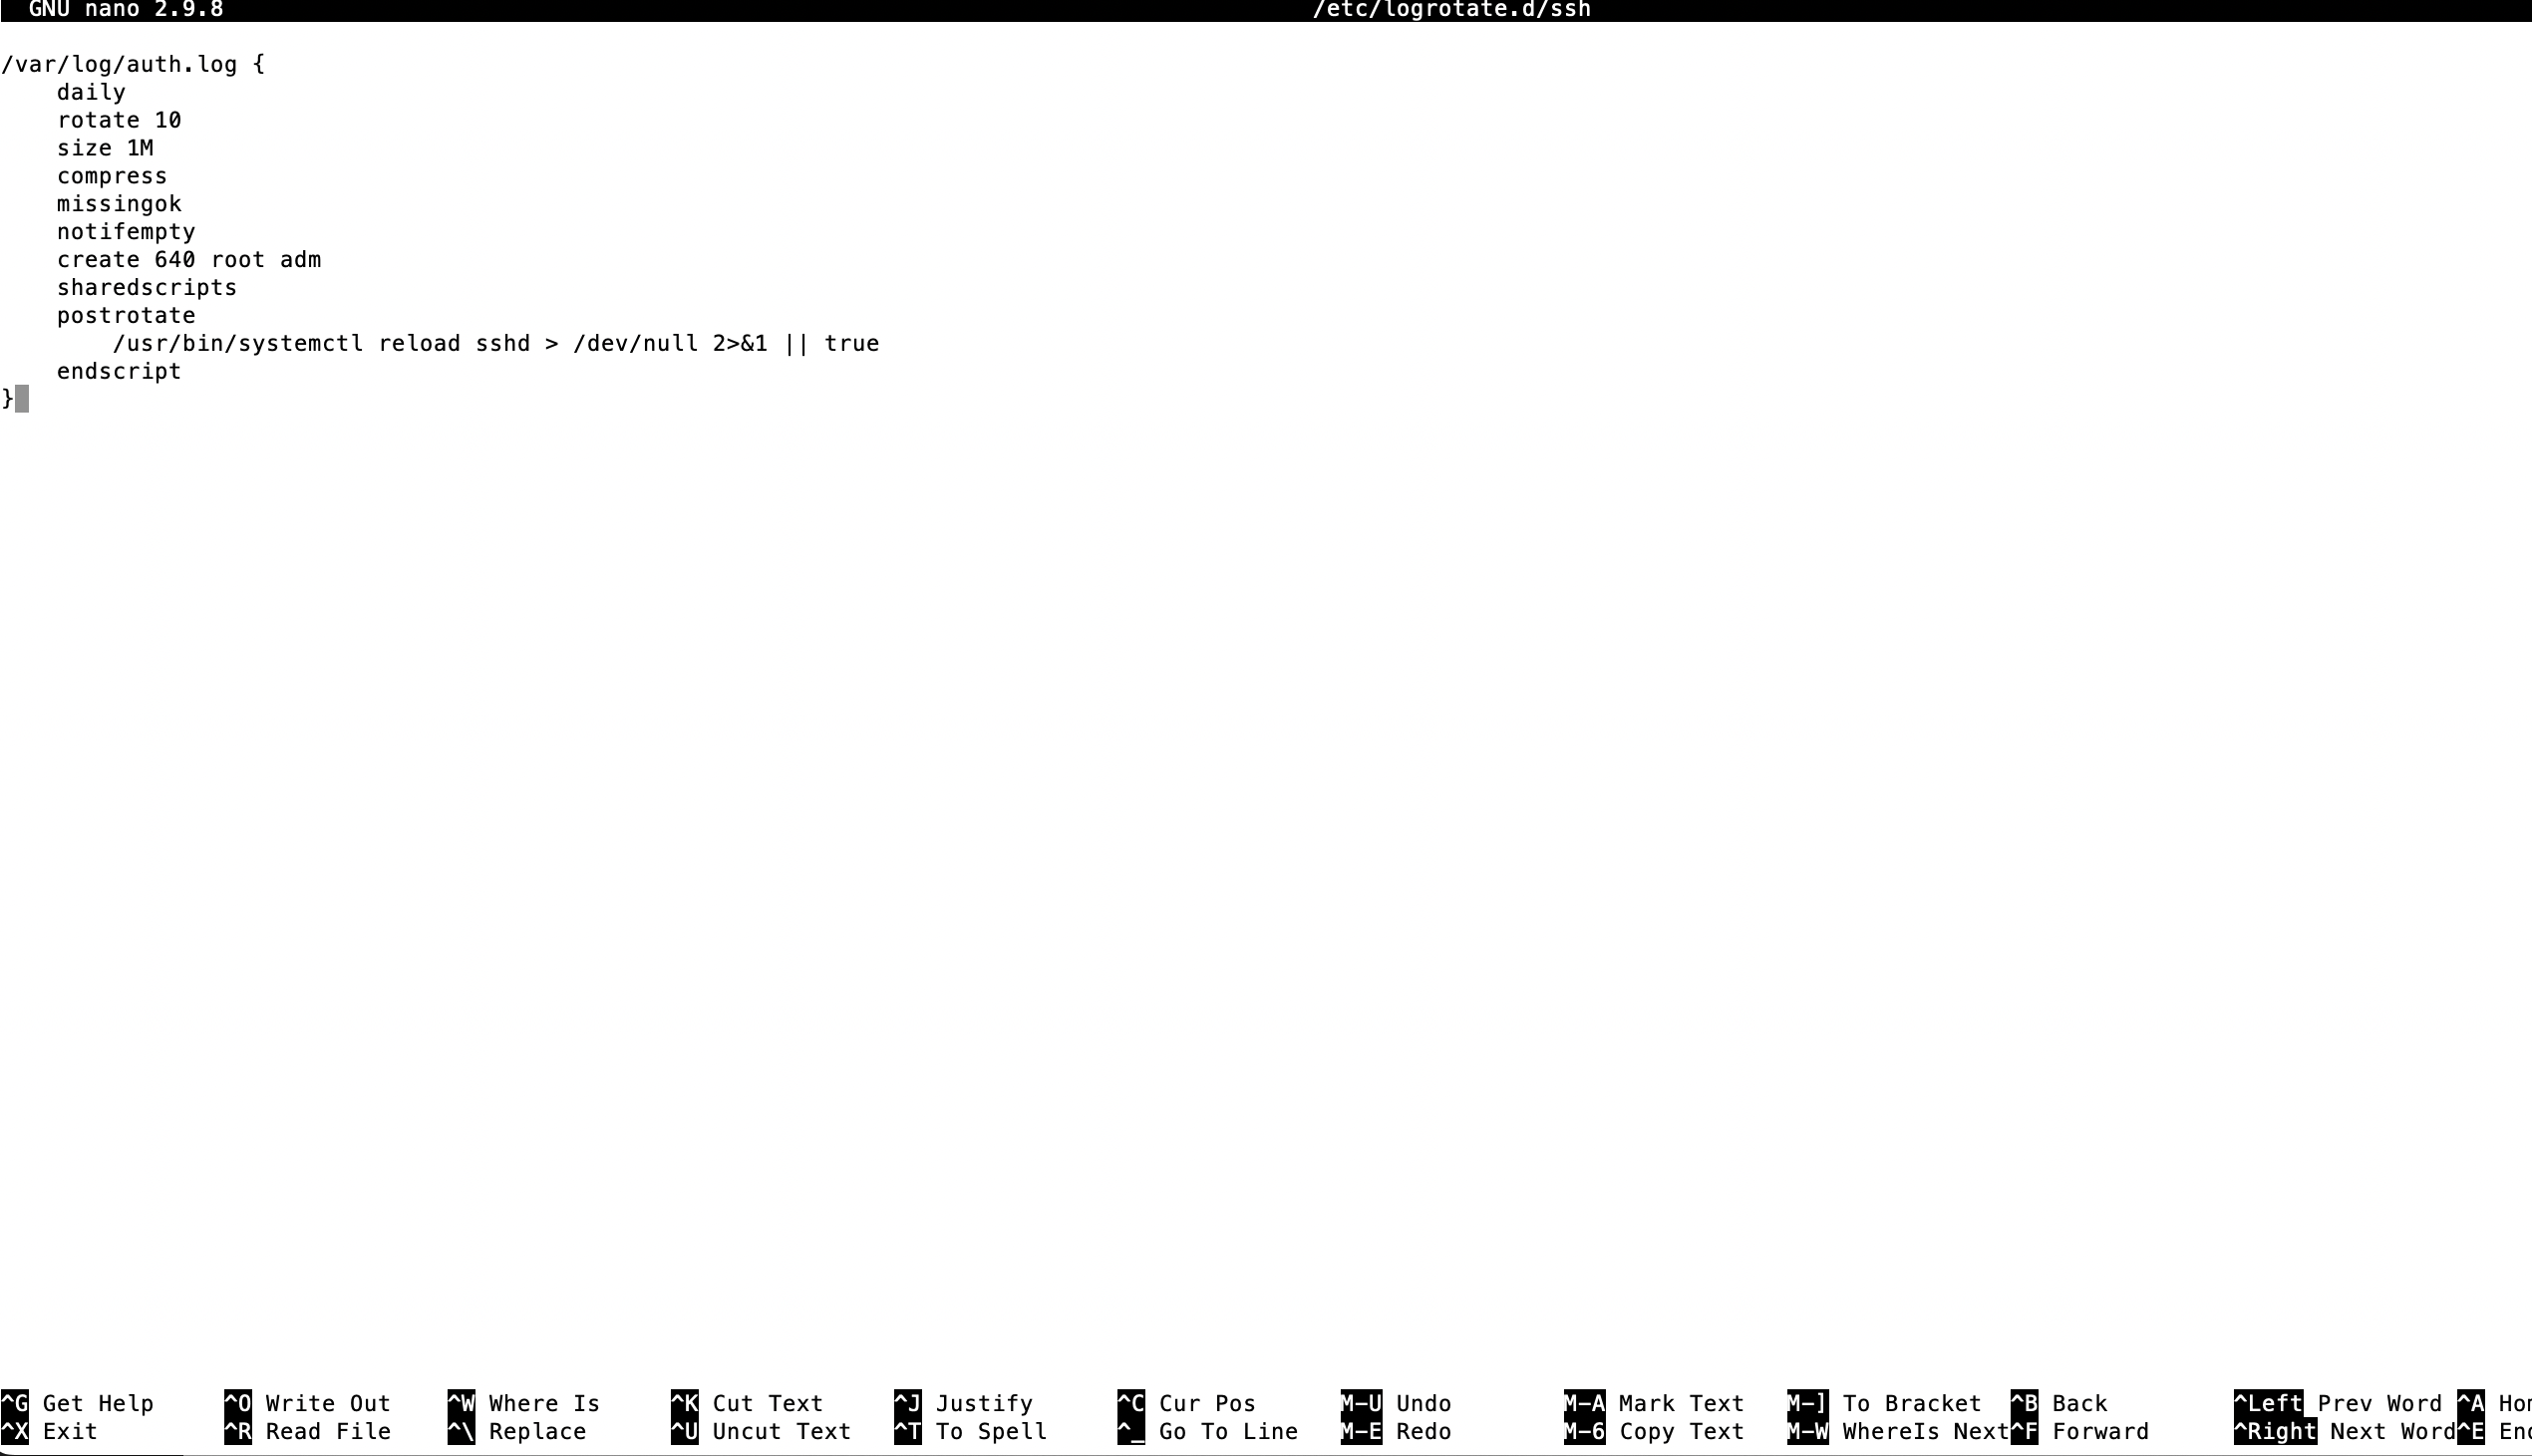 GNU nano 2.9.8 /etc/logrotate.d/ssh
/var/log/auth.log {
    daily
    rotate 10
    size 1M
    compress
    missingok
    notifempty
    create 640 root adm
    sharedscripts
    postrotate
        /usr/bin/systemctl reload sshd > /dev/null 2>&1 || true
    endscript
}
^G Get Help ^O Write Out ^W Where Is ^K Cut Text ^J Justify ^C Cur Pos M-U Undo M-A Mark Text M-] To Bracket ^B Back ^Left Prev Word ^A Hom
^X Exit ^R Read File ^\ Replace ^U Uncut Text ^T To Spell ^_ Go To Line M-E Redo M-6 Copy Text M-W WhereIs Next ^F Forward ^Right Next Word ^E End